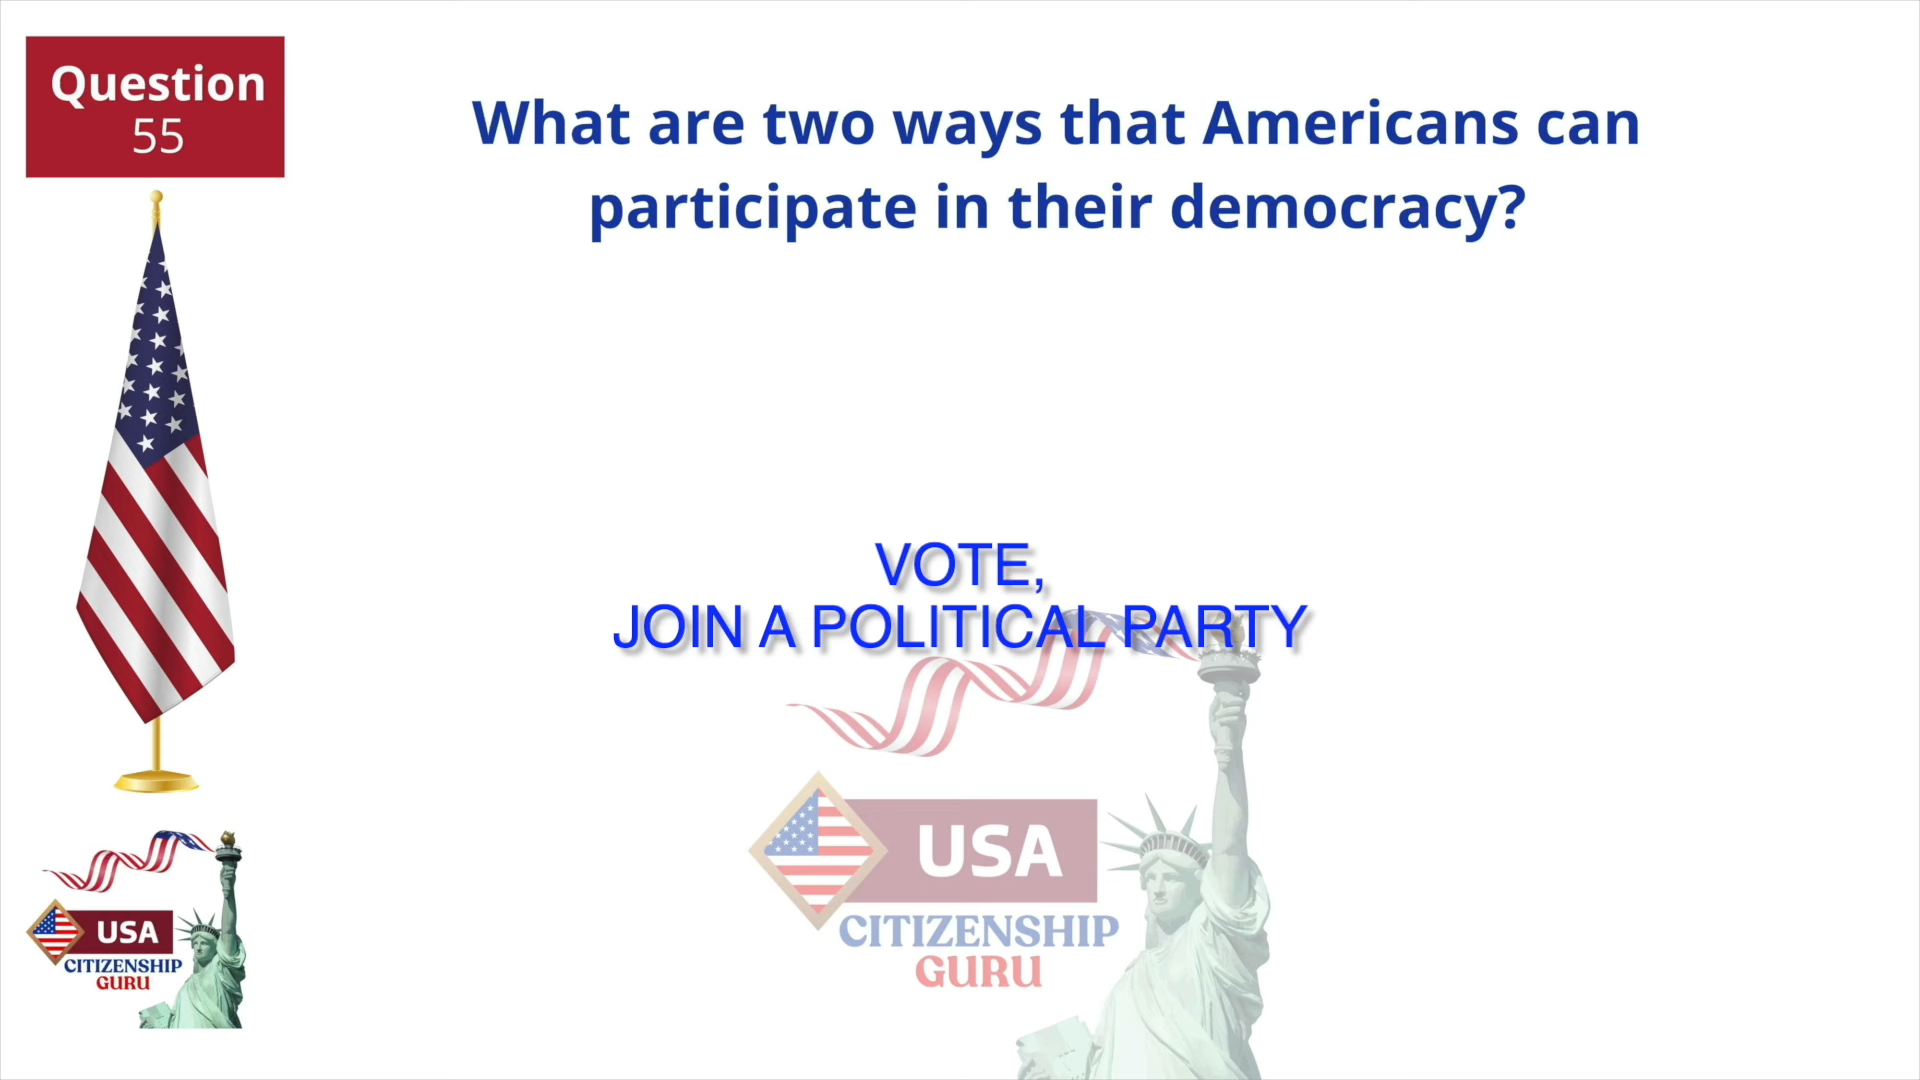 Question
55
What are two ways that Americans can
participate in their democracy?
VOTE,
JOIN A POLITICAL PARTY
USA
CITIZENSHIP
GURU
USA
CITIZENSHIP
GURU